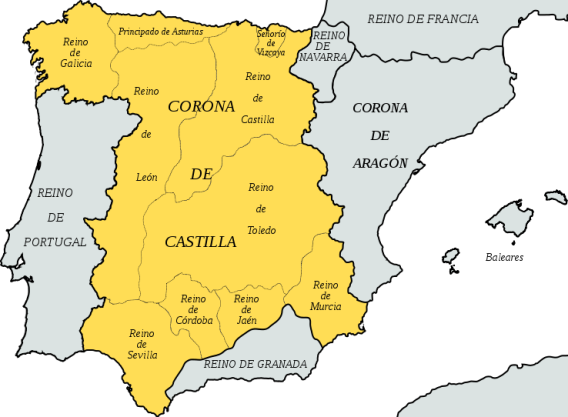 REINO DE FRANCIA
Reino
de
Galicia
Principado de Asturias
Señorío
de
Vizcaya
REINO
DE
NAVARRA
Reino
de
León
Reino
de
Castilla
CORONA
DE
CASTILLA
CORONA
DE
ARAGÓN
REINO
DE
PORTUGAL
Reino
de
Toledo
Baleares
Reino
de
Murcia
Reino
de
Córdoba
Reino
de
Jaén
Reino
de
Sevilla
REINO DE GRANADA